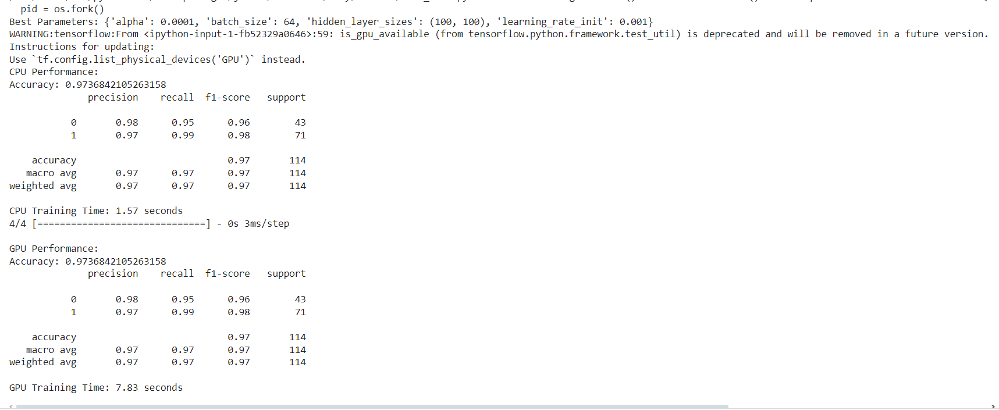 pid = os.fork()
Best Parameters: {'alpha': 0.0001, 'batch_size': 64, 'hidden_layer_sizes': (100, 100), 'learning_rate_init': 0.001}
WARNING:tensorflow:From <ipython-input-1-fb52329a0646>:59: is_gpu_available (from tensorflow.python.framework.test_util) is deprecated and will be removed in a future version.
Instructions for updating:
Use `tf.config.list_physical_devices('GPU')` instead.
CPU Performance:
Accuracy: 0.9736842105263158
precision    recall  f1-score   support
0       0.98      0.95      0.96        43
1       0.97      0.99      0.98        71
accuracy                           0.97       114
macro avg       0.97      0.97      0.97       114
weighted avg       0.97      0.97      0.97       114
CPU Training Time: 1.57 seconds
4/4 [==============================] - 0s 3ms/step
GPU Performance:
Accuracy: 0.9736842105263158
precision    recall  f1-score   support
0       0.98      0.95      0.96        43
1       0.97      0.99      0.98        71
accuracy                           0.97       114
macro avg       0.97      0.97      0.97       114
weighted avg       0.97      0.97      0.97       114
GPU Training Time: 7.83 seconds